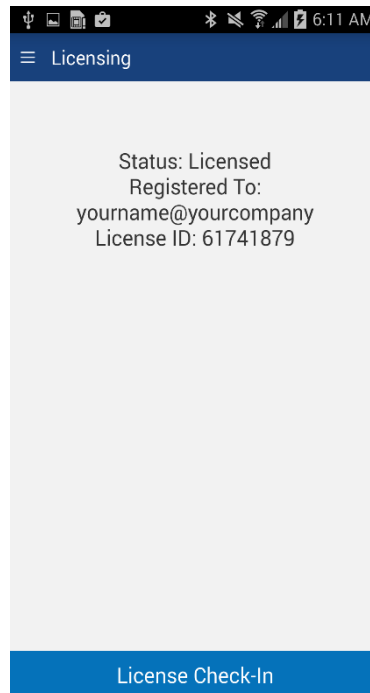 6:11 AM
Licensing
Status: Licensed
Registered To:
yourname@yourcompany
License ID: 61741879
License Check-In